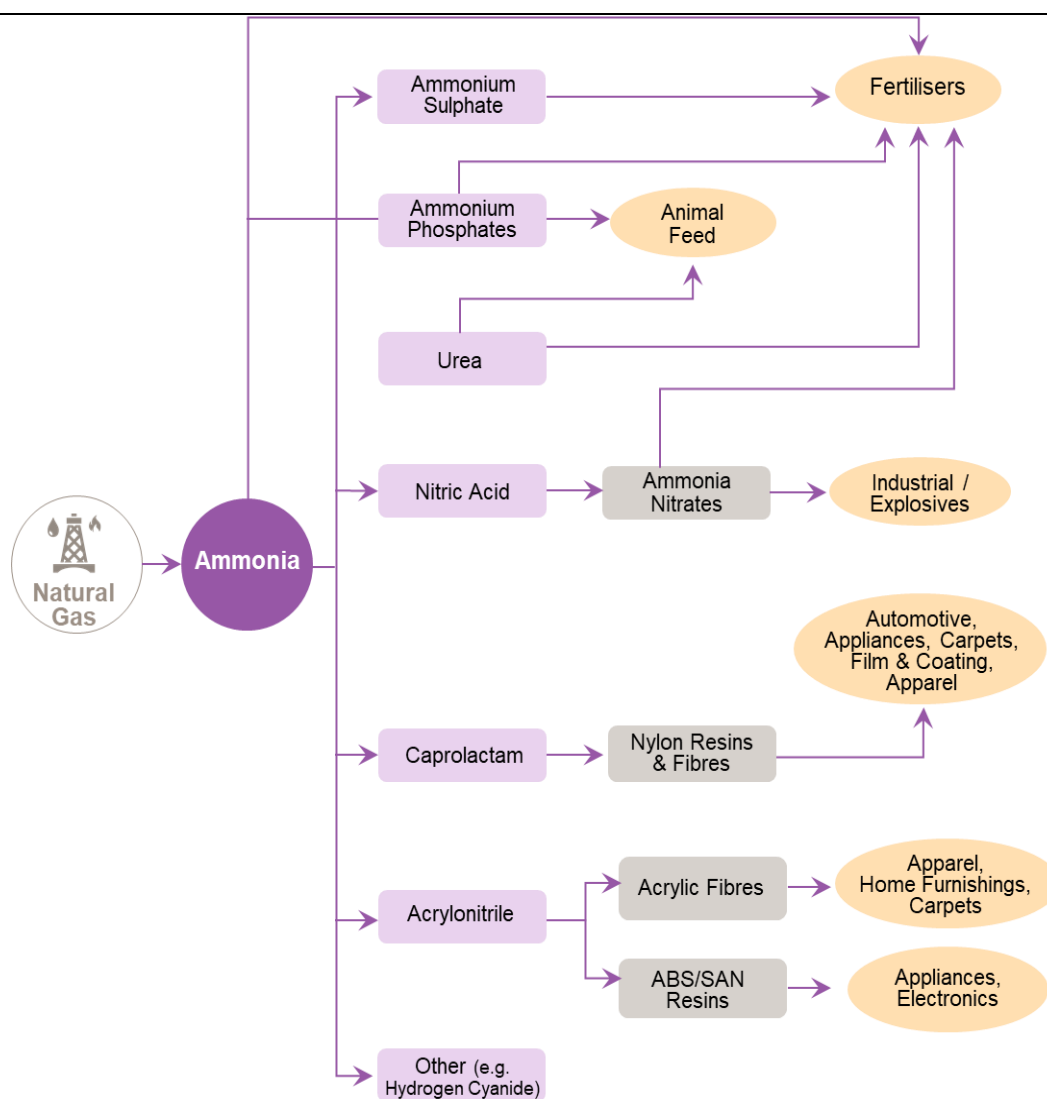 Ammonium
Sulphate
Fertilisers
Ammonium
Phosphates
Animal
Feed
Urea
Nitric Acid
Ammonia
Nitrates
Industrial /
Explosives
Natural
Gas
Ammonia
Automotive,
Appliances, Carpets,
Film & Coating,
Apparel
Caprolactam
Nylon Resins
& Fibres
Acrylonitrile
Acrylic Fibres
Apparel,
Home Furnishings,
Carpets
ABS/SAN
Resins
Appliances,
Electronics
Other (e.g.
Hydrogen Cyanide)